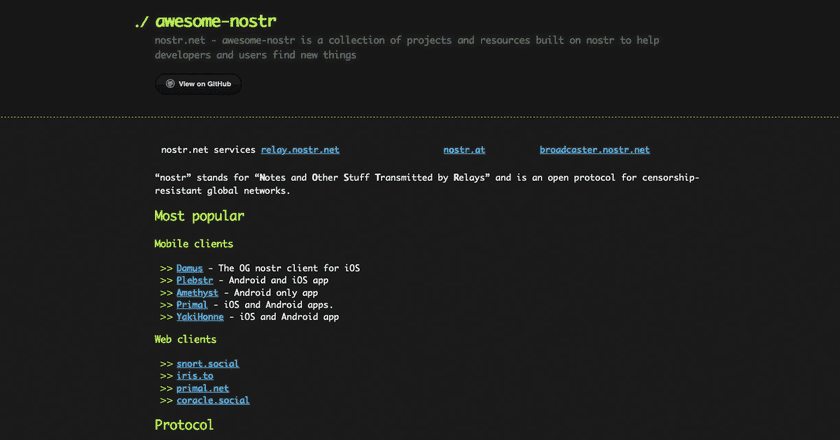 ./ awesome-nostr
nostr.net - awesome-nostr is a collection of projects and resources built on nostr to help
developers and users find new things
View on GitHub
nostr.net services relay.nostr.net nostr.at broadcaster.nostr.net
“nostr” stands for “Notes and Other Stuff Transmitted by Relays” and is an open protocol for censorship-
resistant global networks.
Most popular
Mobile clients
>> Damus - The OG nostr client for iOS
>> Plebstr - Android and iOS app
>> Amethyst - Android only app
>> Primal - iOS and Android apps.
>> YakiHonne - iOS and Android app
Web clients
>> snort.social
>> iris.to
>> primal.net
>> coracle.social
Protocol